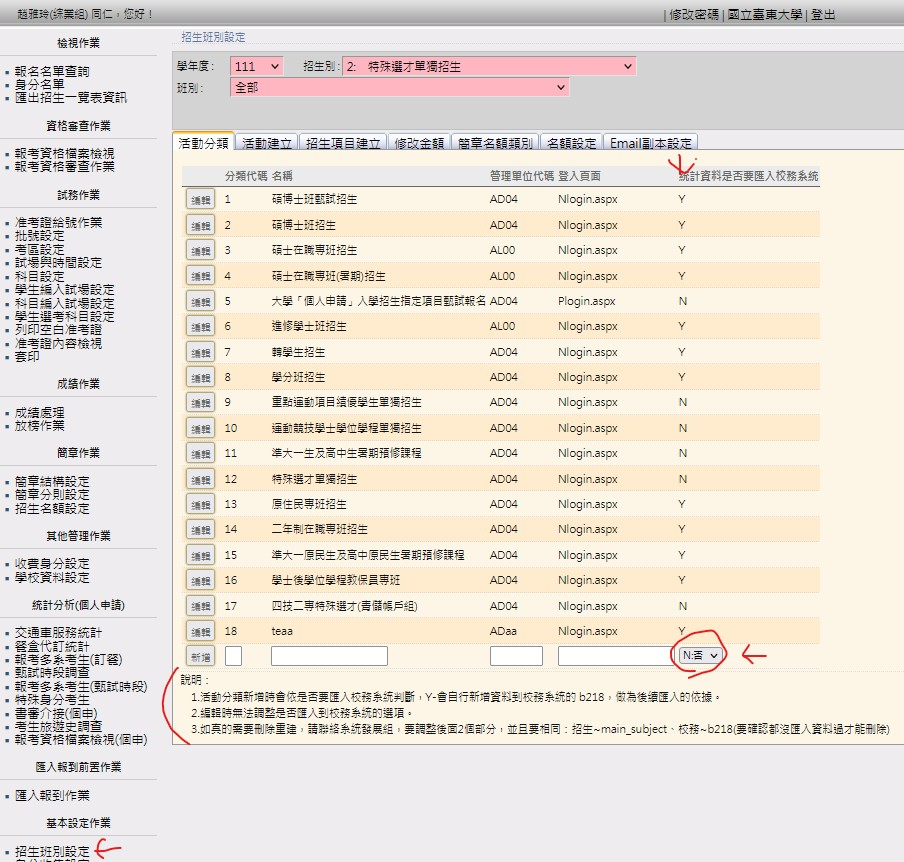 趙雅玲(綜業組) 同仁，您好！
| 修改密碼 | 國立臺東大學 | 登出
檢視作業
報名名單查詢
身分名單
匯出招生一覽表資訊
資格審查作業
報考資格檔案檢視
報考資格審查作業
試務作業
准考證給號作業
批號設定
考區設定
試場與時間設定
科目設定
學生編入試場設定
科目編入試場設定
學生選考科目設定
列印空白准考證
准考證內容檢視
套印
成績作業
成績處理
放榜作業
簡章作業
簡章結構設定
簡章分則設定
招生名額設定
其他管理作業
收費身分設定
學校資料設定
統計分析(個人申請)
交通車服務統計
餐盒代訂統計
報考多系考生(訂餐)
甄試時段調查
報考多系考生(甄試時段)
特殊身分考生
書審介接(個申)
考生旅遊史調查
報考資格檔案檢視(個申)
匯入報到前置作業
匯入報到作業
基本設定作業
招生班別設定
招生班別設定
學年度： 111 招生別: 2: 特殊選才單獨招生
班別: 全部
活動分類 活動建立 招生項目建立 修改金額 簡章名額類別 名額設定 Email副本設定
分類代碼 名稱 管理單位代碼 登入頁面 統計資料是否要匯入校務系統
編輯 1 碩博士班甄試招生 AD04 Nlogin.aspx Y
編輯 2 碩博士班招生 AD04 Nlogin.aspx Y
編輯 3 碩士在職專班招生 AL00 Nlogin.aspx Y
編輯 4 碩士在職專班(暑期)招生 AL00 Nlogin.aspx Y
編輯 5 大學「個人申請」入學招生指定項目甄試報名 AD04 Plogin.aspx N
編輯 6 進修學士班招生 AL00 Nlogin.aspx Y
編輯 7 轉學生招生 AD04 Nlogin.aspx Y
編輯 8 學分班招生 AD04 Nlogin.aspx Y
編輯 9 重點運動項目績優學生單獨招生 AD04 Nlogin.aspx N
編輯 10 運動競技學士學位學程單獨招生 AD04 Nlogin.aspx N
編輯 11 準大一生及高中生暑期預修課程 AD04 Nlogin.aspx N
編輯 12 特殊選才單獨招生 AD04 Nlogin.aspx N
編輯 13 原住民專班招生 AD04 Nlogin.aspx Y
編輯 14 二年制在職專班招生 AD04 Nlogin.aspx Y
編輯 15 準大一原民生及高中原民生暑期預修課程 AD04 Nlogin.aspx Y
編輯 16 學士後學位學程教保員專班 AD04 Nlogin.aspx Y
編輯 17 四技二專特殊選才(青儲帳戶組) AD04 Nlogin.aspx N
編輯 18 teaa ADaa Nlogin.aspx Y
新增 N:否
說明：
1.活動分類新增時會依是否要匯入校務系統判斷，Y-會自行新增資料到校務系統的 b218，做為後續匯入的依據。
2.編輯時無法調整是否匯入到校務系統的選項。
3.如真的需要刪除重建，請聯絡系統發展組，要調整後面2個部分，並且要相同：招生~main_subject、校務~b218(要確認都沒匯入資料過才能刪除)